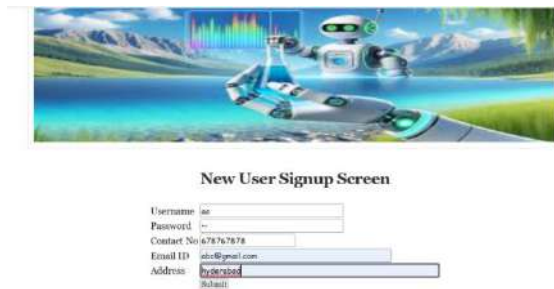 New User Signup Screen
Username aa
Password
Contact No 678767878
Email ID abc@gmail.com
Address hyderabad
Submit